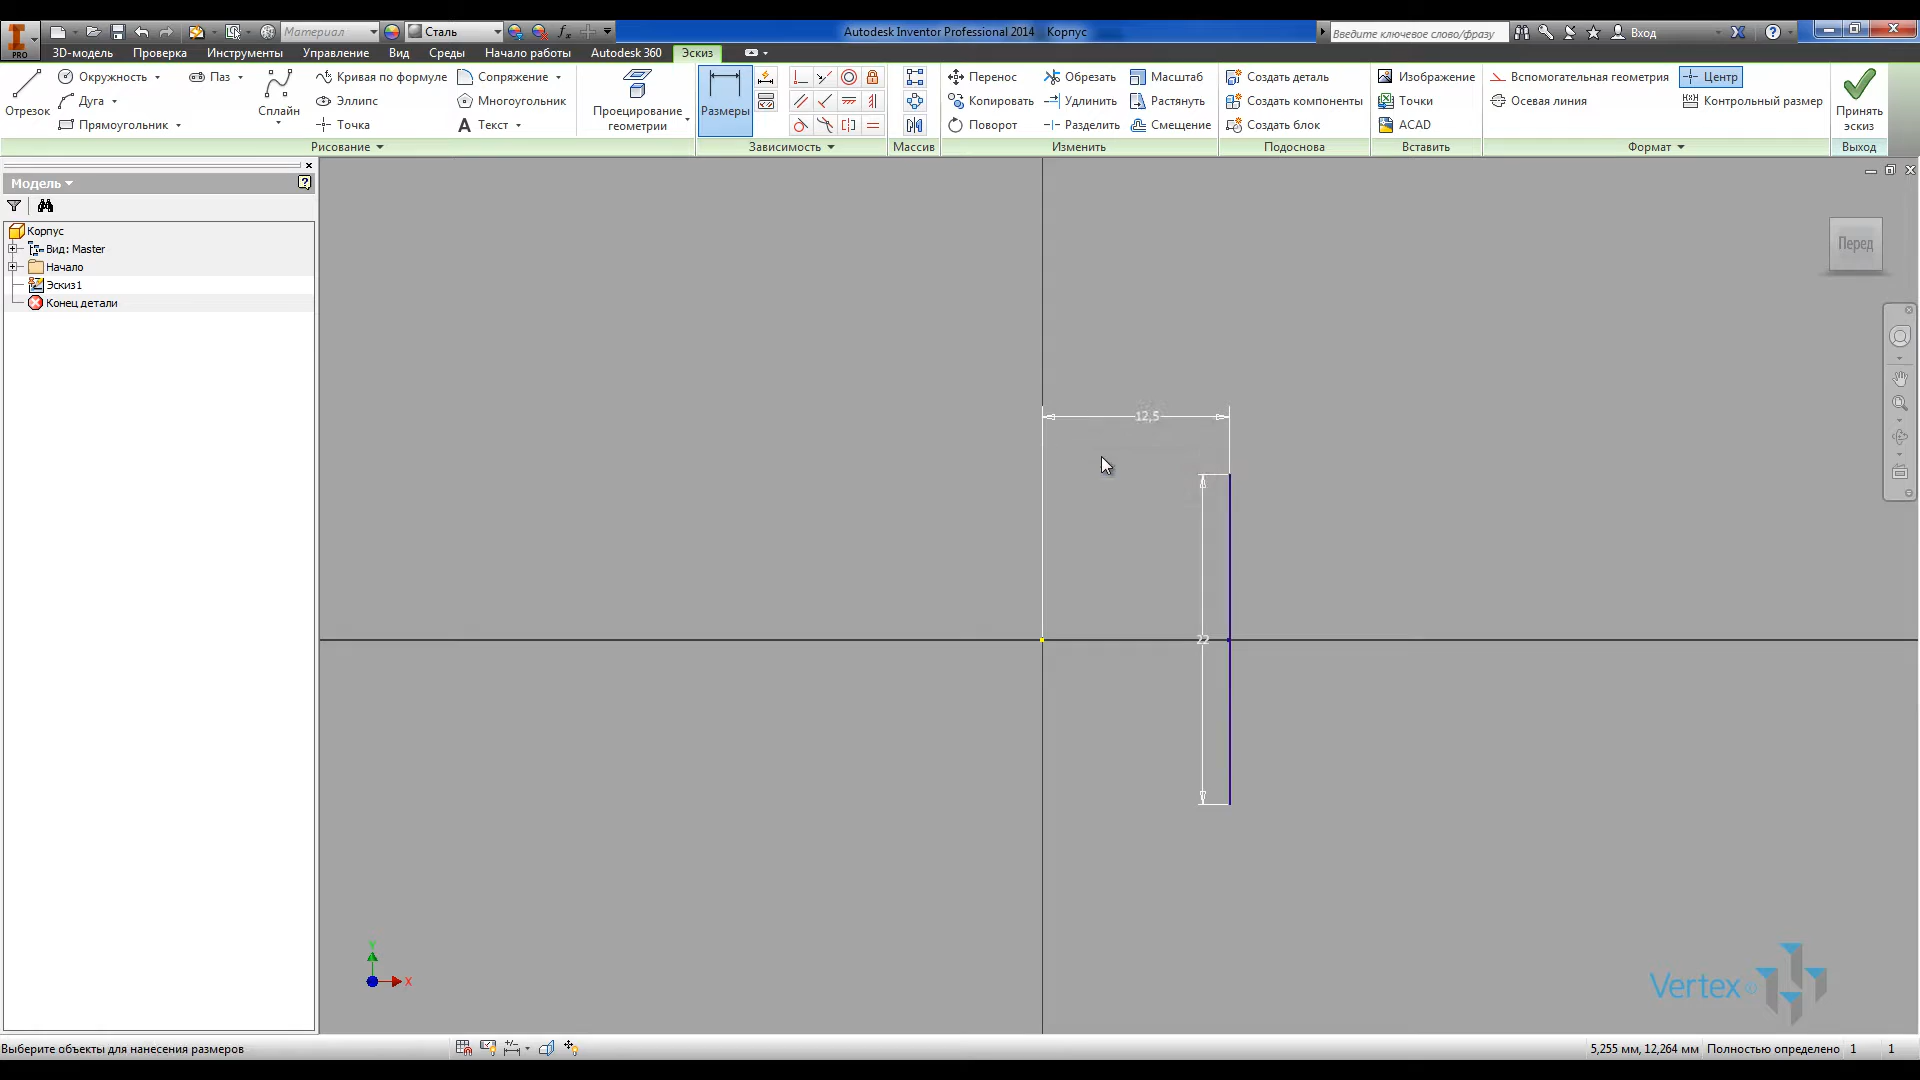 Материал Сталь Autodesk Inventor Professional 2014 Корпус Введите ключевое слово/фразу Вход
PRO 3D-модель Проверка Инструменты Управление Вид Среды Начало работы Autodesk 360 Эскиз
Окружность Паз Кривая по формуле Сопряжение Перенос Обрезать Масштаб Создать деталь Изображение Вспомогательная геометрия Центр
Отрезок Дуга Сплайн Эллипс Многоугольник Проецирование геометрии Размеры Копировать Удлинить Растянуть Создать компоненты Точки Осевая линия Контрольный размер Принять эскиз
Прямоугольник Точка Текст Поворот Разделить Смещение Создать блок ACAD
Рисование Зависимость Массив Изменить Подоснова Вставить Формат Выход
Модель
Корпус
Вид: Master
Начало
Эскиз1
Конец детали
Перед
12,5
22
Y
X
Vertex
Выберите объекты для нанесения размеров 5,255 мм, 12,264 мм Полностью определено 1 1